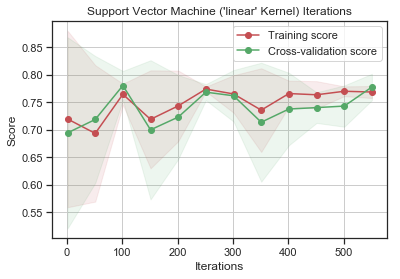 Support Vector Machine ('linear' Kernel) Iterations
Training score
Cross-validation score
Score
0.85
0.80
0.75
0.70
0.65
0.60
0.55
0 100 200 300 400 500
Iterations